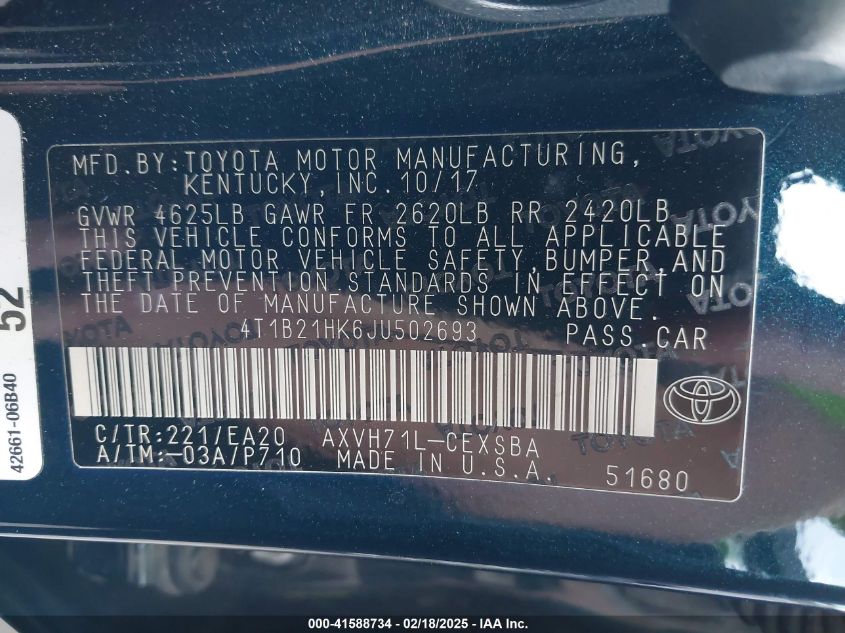 MFD.BY:TOYOTA MOTOR MANUFACTURING,
KENTUCKY, INC. 10/17
GVWR 4625LB GAWR FR 2620LB RR 2420LB
THIS VEHICLE CONFORMS TO ALL APPLICABLE
FEDERAL MOTOR VEHICLE SAFETY, BUMPER, AND
THEFT PREVENTION STANDARDS IN EFFECT ON
THE DATE OF MANUFACTURE SHOWN ABOVE.
4T1B21HK6JU502693 PASS.CAR
C/TR:221/EA20 AXVH71L-CEXSBA
A/TM:-03A/P710 MADE IN U.S.A. 51680
52
42661-06B40
000-41588734 - 02/18/2025 - IAA Inc.